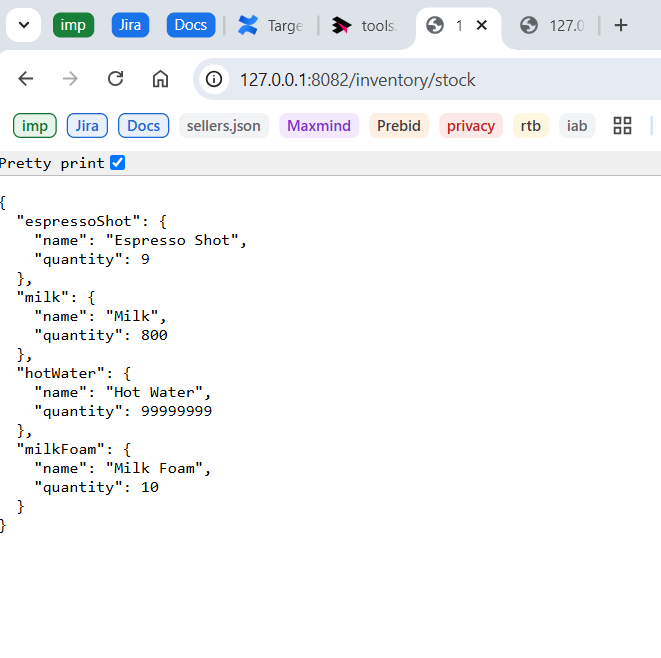 imp Jira Docs Targe tools. 1 127.0
127.0.0.1:8082/inventory/stock
imp Jira Docs sellers.json Maxmind Prebid privacy rtb iab
Pretty print
{
  "espressoShot": {
    "name": "Espresso Shot",
    "quantity": 9
  },
  "milk": {
    "name": "Milk",
    "quantity": 800
  },
  "hotWater": {
    "name": "Hot Water",
    "quantity": 99999999
  },
  "milkFoam": {
    "name": "Milk Foam",
    "quantity": 10
  }
}